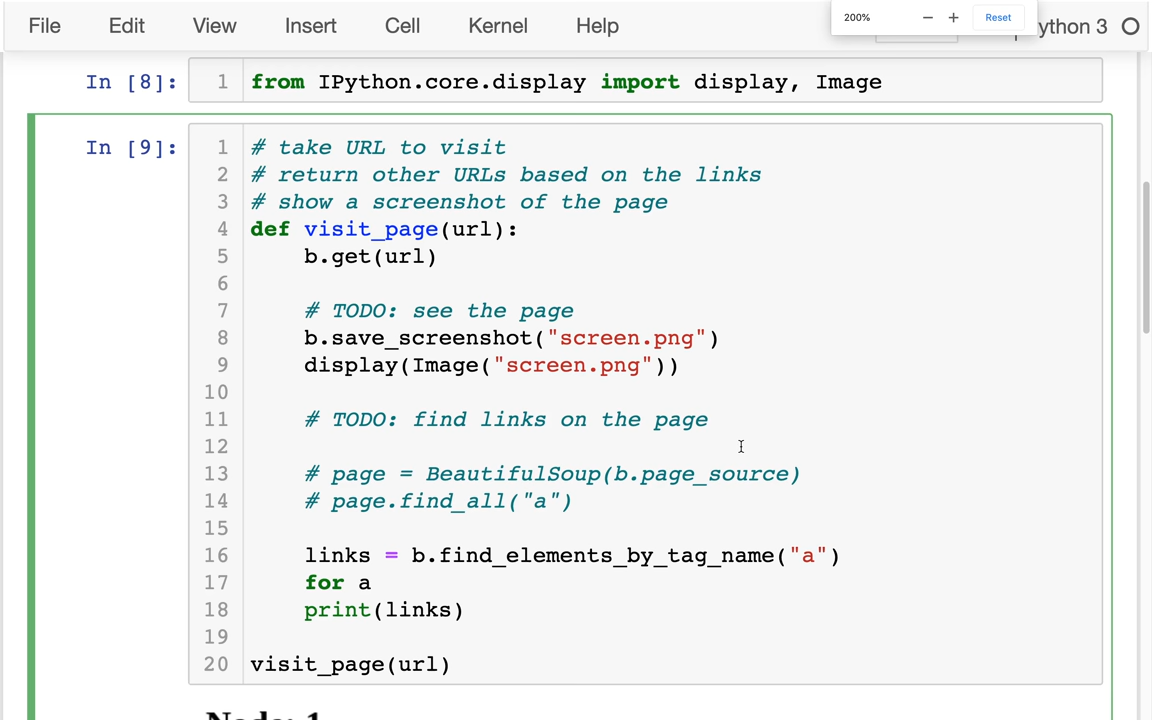 File Edit View Insert Cell Kernel Help
200% − + Reset
ython 3
In [8]:
1 from IPython.core.display import display, Image
In [9]:
1 # take URL to visit
2 # return other URLs based on the links
3 # show a screenshot of the page
4 def visit_page(url):
5     b.get(url)
6
7     # TODO: see the page
8     b.save_screenshot("screen.png")
9     display(Image("screen.png"))
10
11     # TODO: find links on the page
12
13     # page = BeautifulSoup(b.page_source)
14     # page.find_all("a")
15
16     links = b.find_elements_by_tag_name("a")
17     for a
18     print(links)
19
20 visit_page(url)
Node: 1